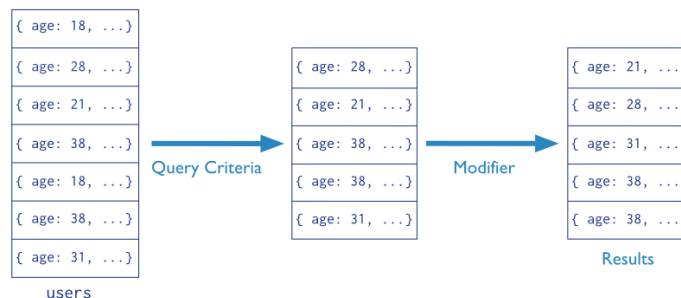 { age: 18, ...}
{ age: 28, ...}
{ age: 21, ...}
{ age: 38, ...}
{ age: 18, ...}
{ age: 38, ...}
{ age: 31, ...}
users
Query Criteria
{ age: 28, ...}
{ age: 21, ...}
{ age: 38, ...}
{ age: 38, ...}
{ age: 31, ...}
Modifier
{ age: 21, ...
{ age: 28, ...
{ age: 31, ...
{ age: 38, ...
{ age: 38, ...
Results